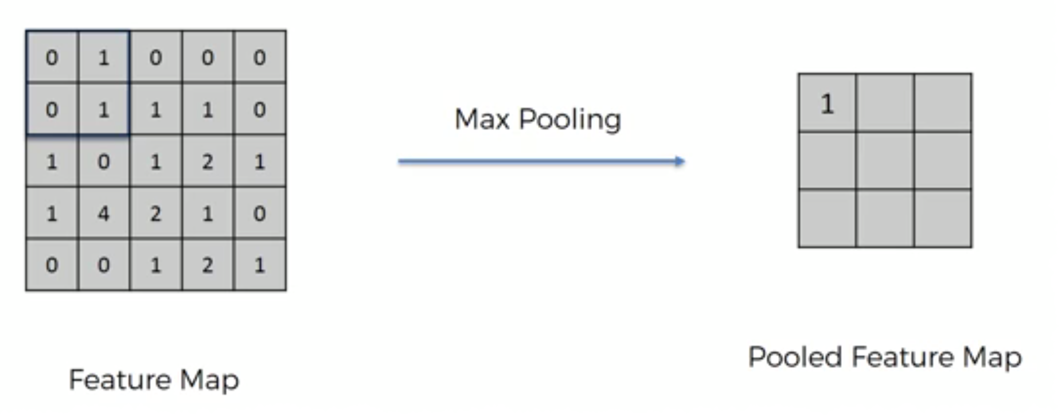 0 1 0 0 0
0 1 1 1 0
1 0 1 2 1
1 4 2 1 0
0 0 1 2 1
Feature Map
Max Pooling
1
Pooled Feature Map